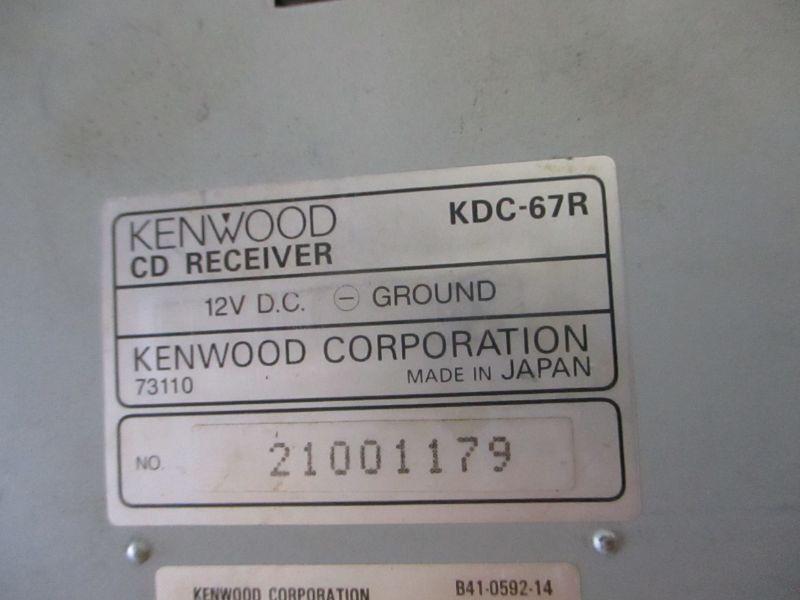 KENWOOD KDC-67R
CD RECEIVER
12V D.C. ⊖ GROUND
KENWOOD CORPORATION
73110 MADE IN JAPAN
NO. 21001179
KENWOOD CORPORATION B41-0592-14